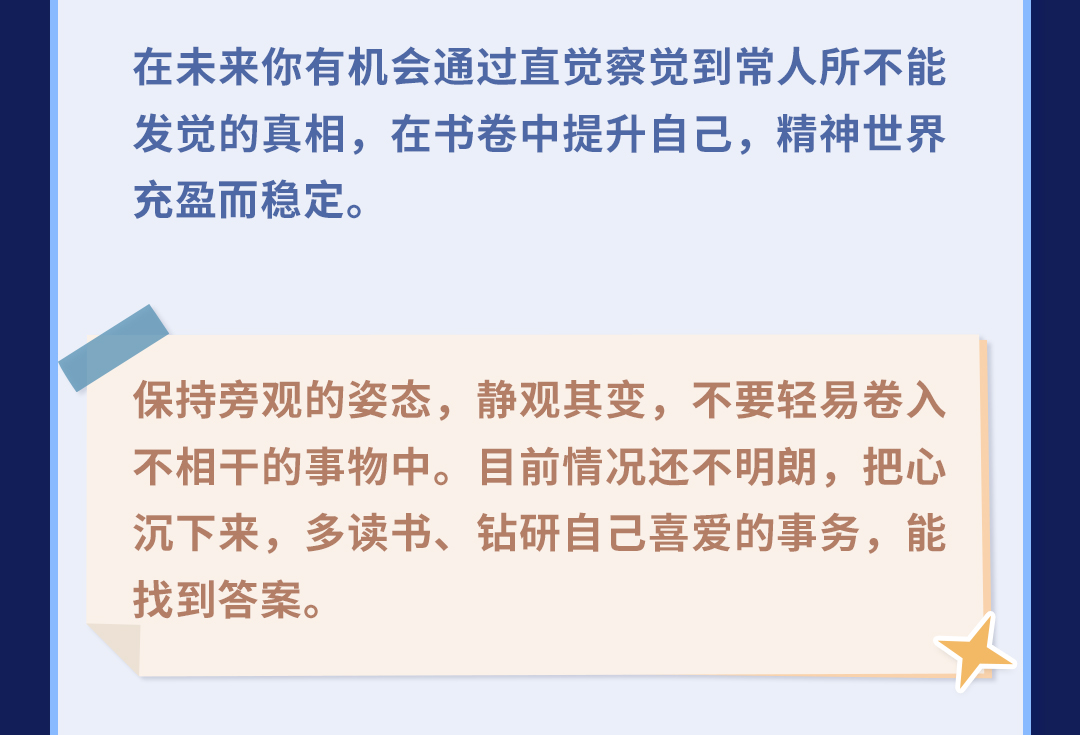 在未来你有机会通过直觉察觉到常人所不能
发觉的真相，在书卷中提升自己，精神世界
充盈而稳定。
保持旁观的姿态，静观其变，不要轻易卷入
不相干的事物中。目前情况还不明朗，把心
沉下来，多读书、钻研自己喜爱的事务，能
找到答案。